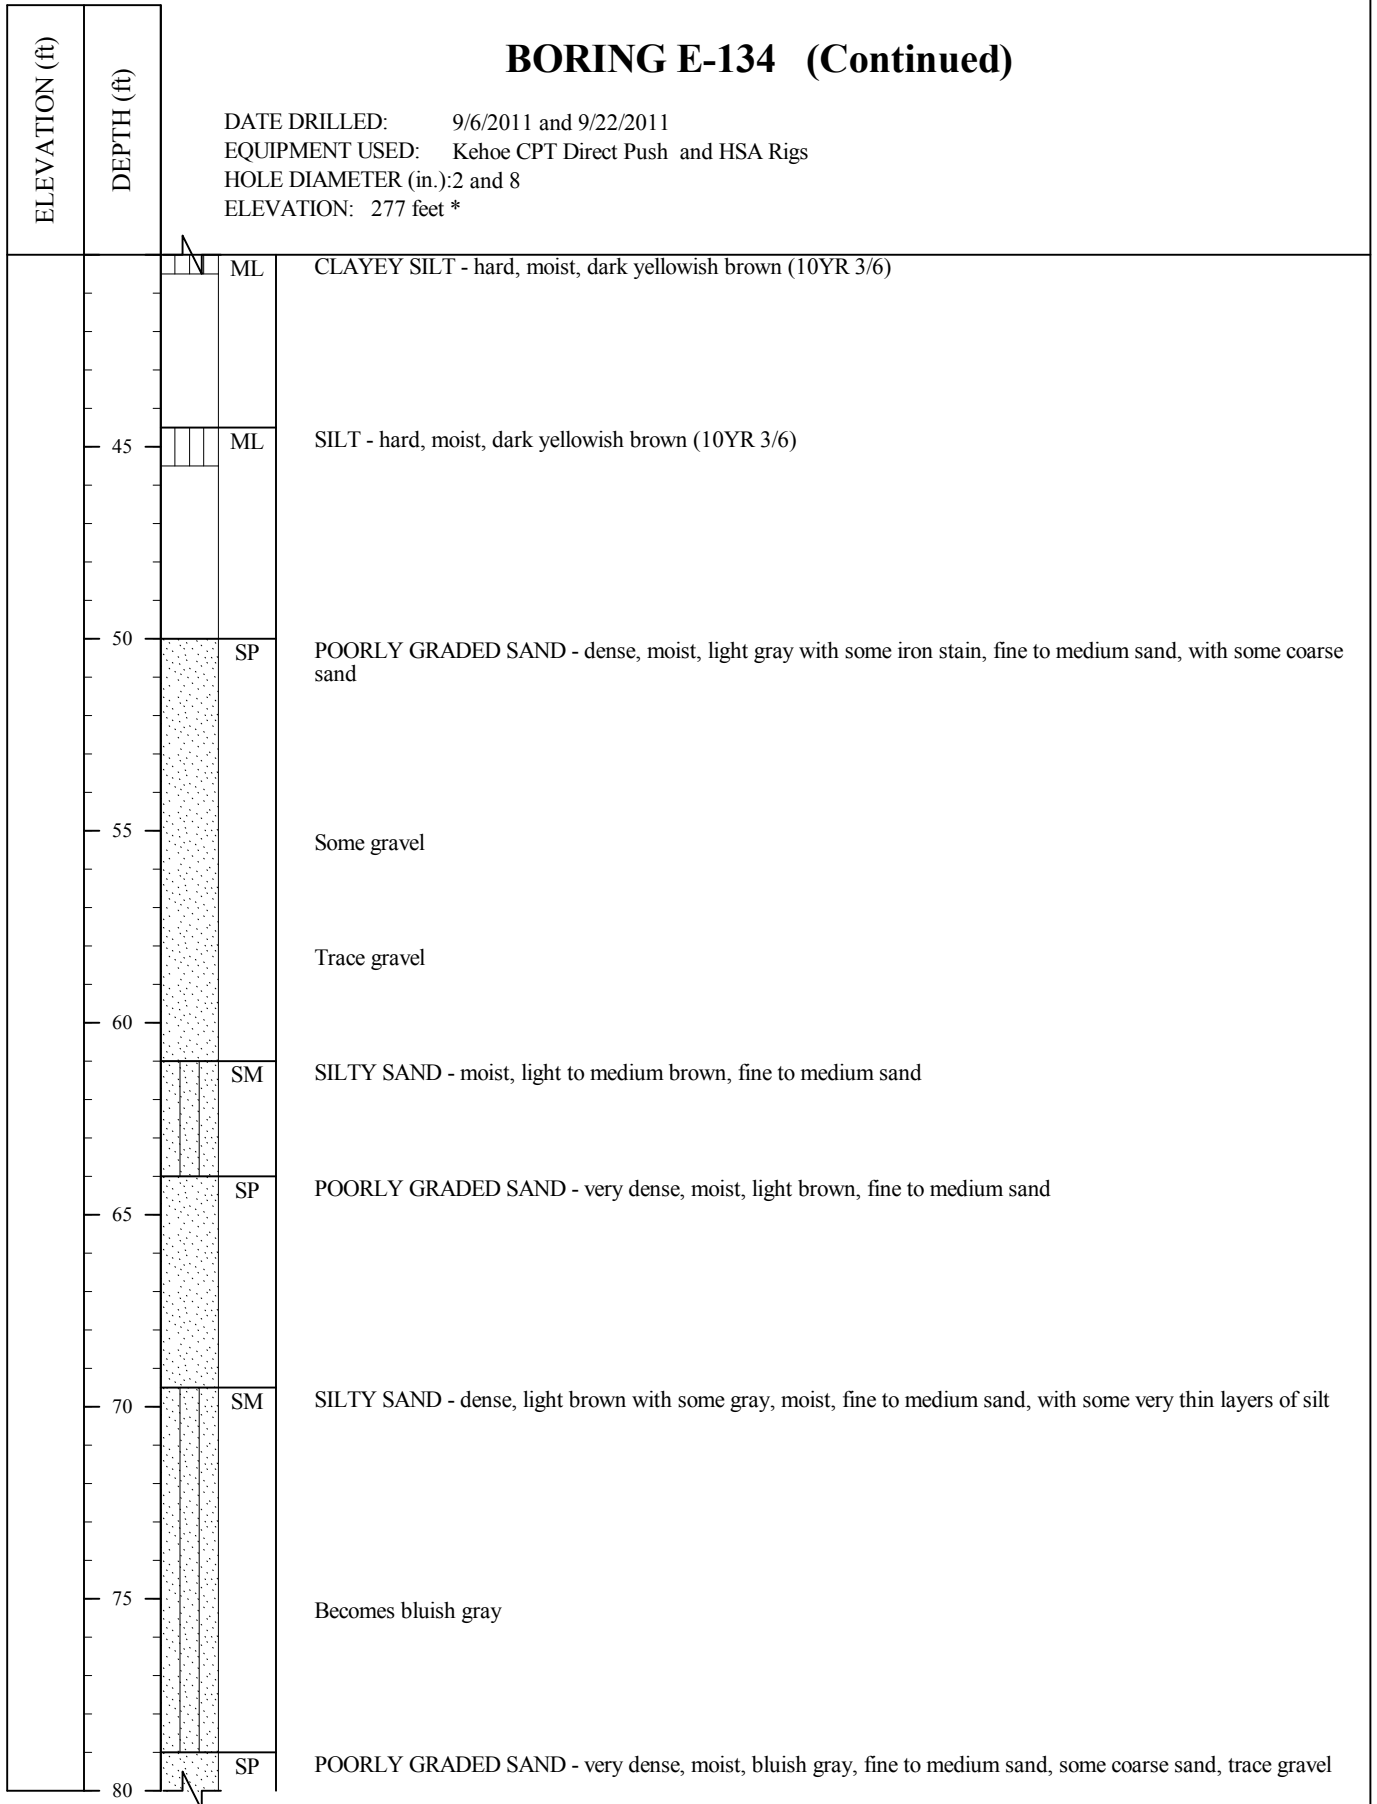 ELEVATION (ft)
DEPTH (ft)
BORING E-134 (Continued)
DATE DRILLED: 9/6/2011 and 9/22/2011
EQUIPMENT USED: Kehoe CPT Direct Push and HSA Rigs
HOLE DIAMETER (in.):2 and 8
ELEVATION: 277 feet *
ML CLAYEY SILT - hard, moist, dark yellowish brown (10YR 3/6)
45 ML SILT - hard, moist, dark yellowish brown (10YR 3/6)
50 SP POORLY GRADED SAND - dense, moist, light gray with some iron stain, fine to medium sand, with some coarse
sand
55 Some gravel
Trace gravel
60
SM SILTY SAND - moist, light to medium brown, fine to medium sand
SP POORLY GRADED SAND - very dense, moist, light brown, fine to medium sand
65
70 SM SILTY SAND - dense, light brown with some gray, moist, fine to medium sand, with some very thin layers of silt
75 Becomes bluish gray
SP POORLY GRADED SAND - very dense, moist, bluish gray, fine to medium sand, some coarse sand, trace gravel
80